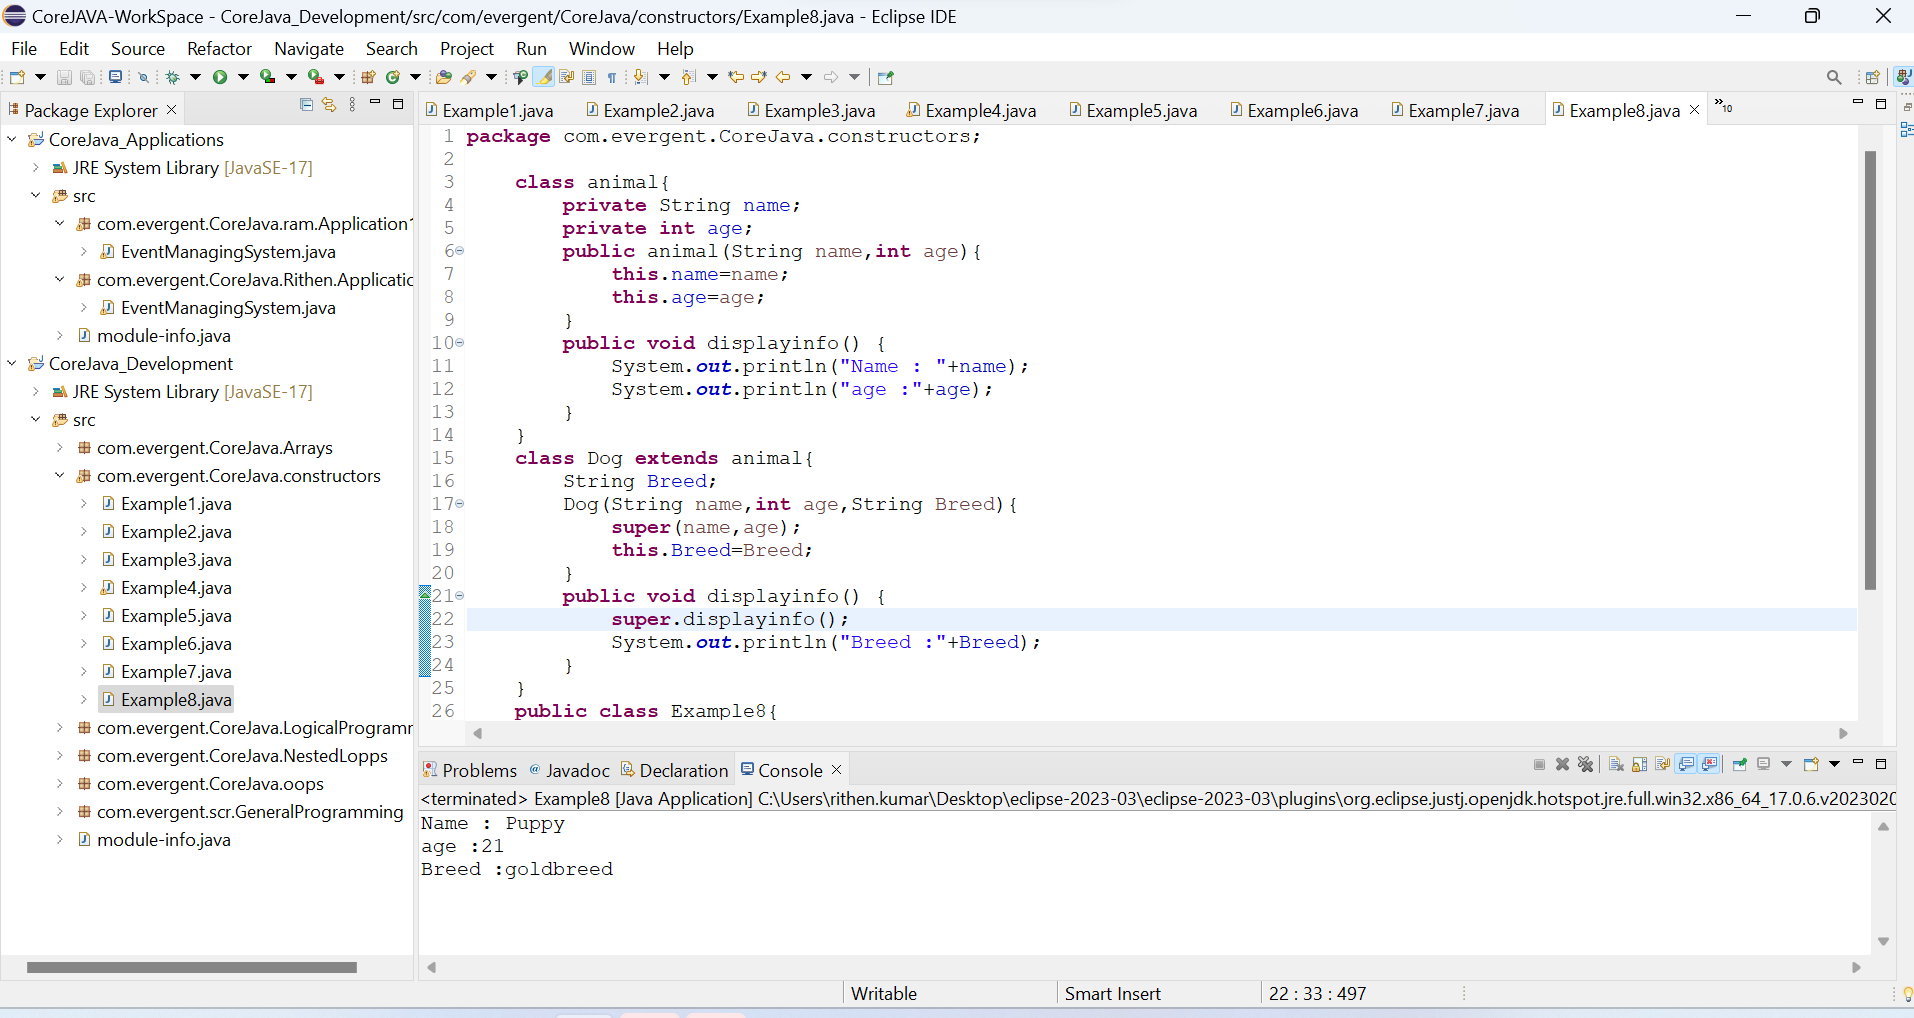 CoreJAVA-WorkSpace - CoreJava_Development/src/com/evergent/CoreJava/constructors/Example8.java - Eclipse IDE
File Edit Source Refactor Navigate Search Project Run Window Help
Package Explorer
CoreJava_Applications
JRE System Library [JavaSE-17]
src
com.evergent.CoreJava.ram.Application1
EventManagingSystem.java
com.evergent.CoreJava.Rithen.Applicatic
EventManagingSystem.java
module-info.java
CoreJava_Development
JRE System Library [JavaSE-17]
src
com.evergent.CoreJava.Arrays
com.evergent.CoreJava.constructors
Example1.java
Example2.java
Example3.java
Example4.java
Example5.java
Example6.java
Example7.java
Example8.java
com.evergent.CoreJava.LogicalProgramr
com.evergent.CoreJava.NestedLopps
com.evergent.CoreJava.oops
com.evergent.scr.GeneralProgramming
module-info.java
Example1.java Example2.java Example3.java Example4.java Example5.java Example6.java Example7.java Example8.java »10
1 package com.evergent.CoreJava.constructors;
2
3 class animal{
4 private String name;
5 private int age;
6 public animal(String name,int age){
7 this.name=name;
8 this.age=age;
9 }
10 public void displayinfo() {
11 System.out.println("Name : "+name);
12 System.out.println("age :"+age);
13 }
14 }
15 class Dog extends animal{
16 String Breed;
17 Dog(String name,int age,String Breed){
18 super(name,age);
19 this.Breed=Breed;
20 }
21 public void displayinfo() {
22 super.displayinfo();
23 System.out.println("Breed :"+Breed);
24 }
25 }
26 public class Example8{
Problems @ Javadoc Declaration Console
<terminated> Example8 [Java Application] C:\Users\rithen.kumar\Desktop\eclipse-2023-03\eclipse-2023-03\plugins\org.eclipse.justj.openjdk.hotspot.jre.full.win32.x86_64_17.0.6.v2023020
Name : Puppy
age :21
Breed :goldbreed
Writable Smart Insert 22 : 33 : 497